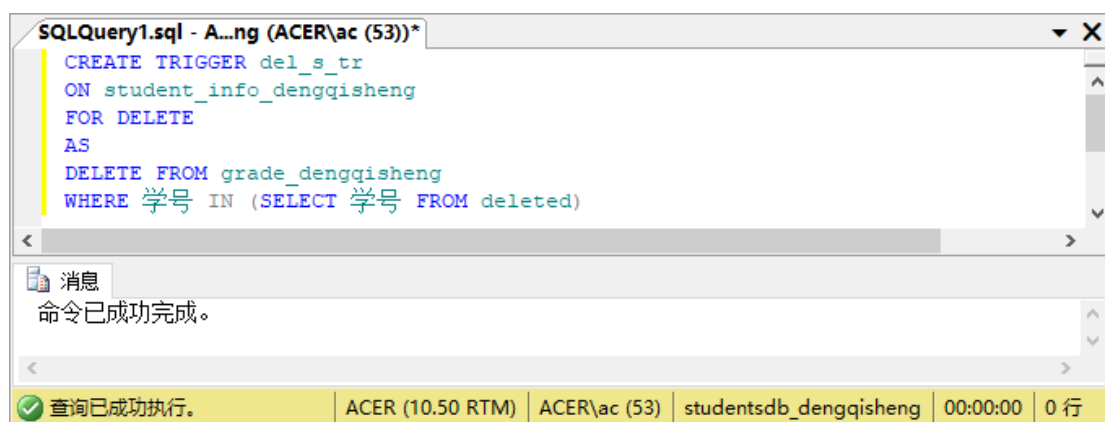 SQLQuery1.sql - A...ng (ACER\ac (53))*
CREATE TRIGGER del_s_tr
ON student_info_dengqisheng
FOR DELETE
AS
DELETE FROM grade_dengqisheng
WHERE 学号 IN (SELECT 学号 FROM deleted)
消息
命令已成功完成。
查询已成功执行。 ACER (10.50 RTM) ACER\ac (53) studentsdb_dengqisheng 00:00:00 0 行